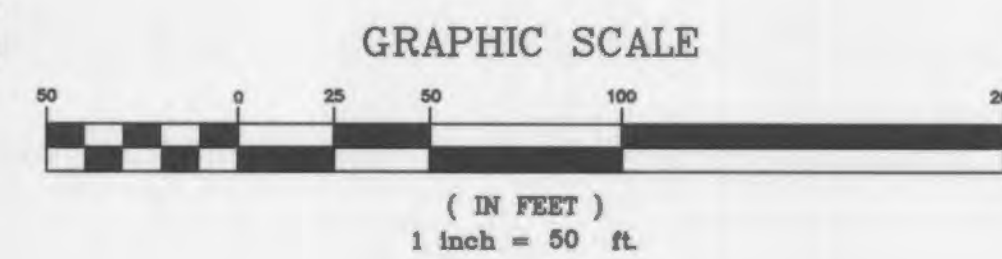 GRAPHIC SCALE
50 0 25 50 100
( IN FEET )
1 inch = 50 ft.